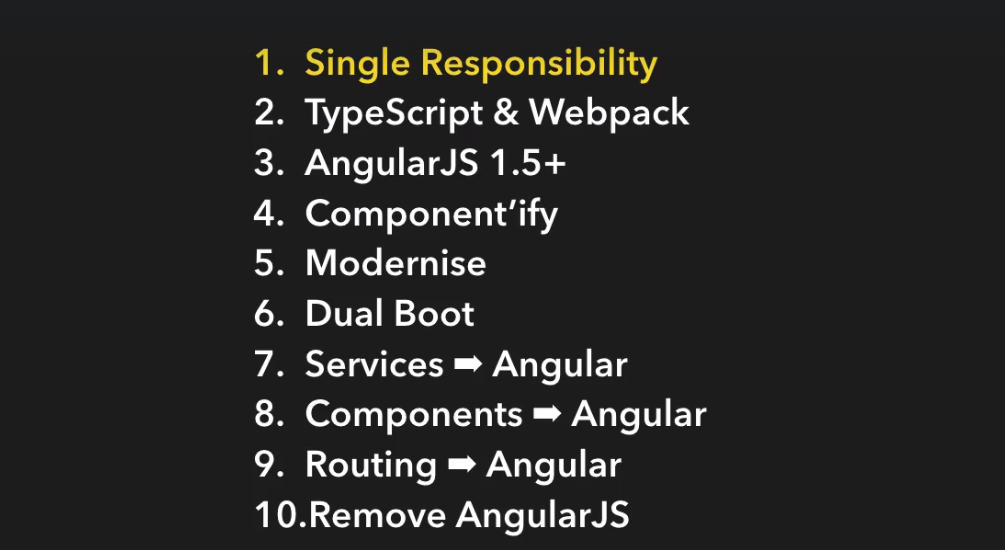 1. Single Responsibility
2. TypeScript & Webpack
3. AngularJS 1.5+
4. Component’ify
5. Modernise
6. Dual Boot
7. Services ➡ Angular
8. Components ➡ Angular
9. Routing ➡ Angular
10.Remove AngularJS